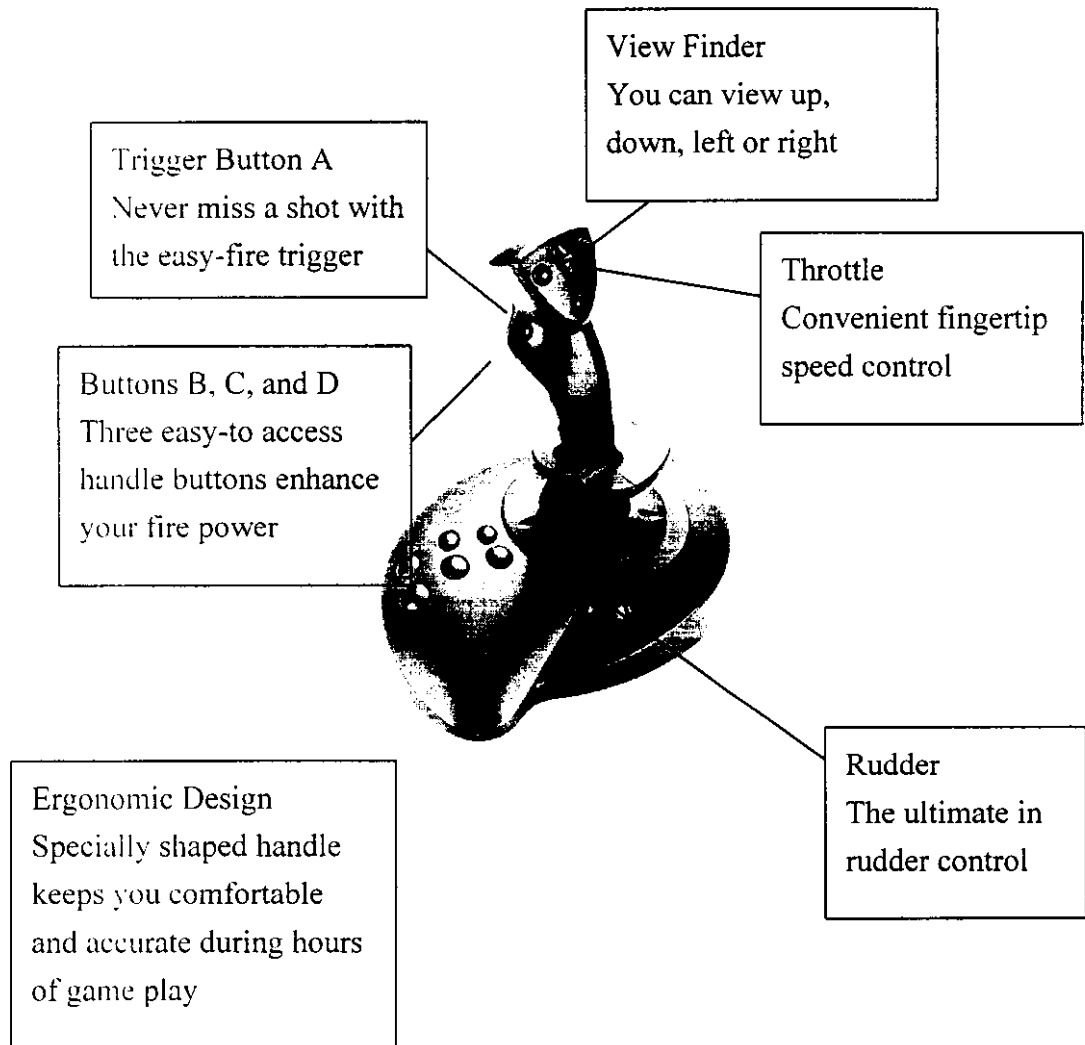 View Finder
You can view up,
down, left or right
Trigger Button A
Never miss a shot with
the easy-fire trigger
Throttle
Convenient fingertip
speed control
Buttons B, C, and D
Three easy-to access
handle buttons enhance
your fire power
Rudder
The ultimate in
rudder control
Ergonomic Design
Specially shaped handle
keeps you comfortable
and accurate during hours
of game play